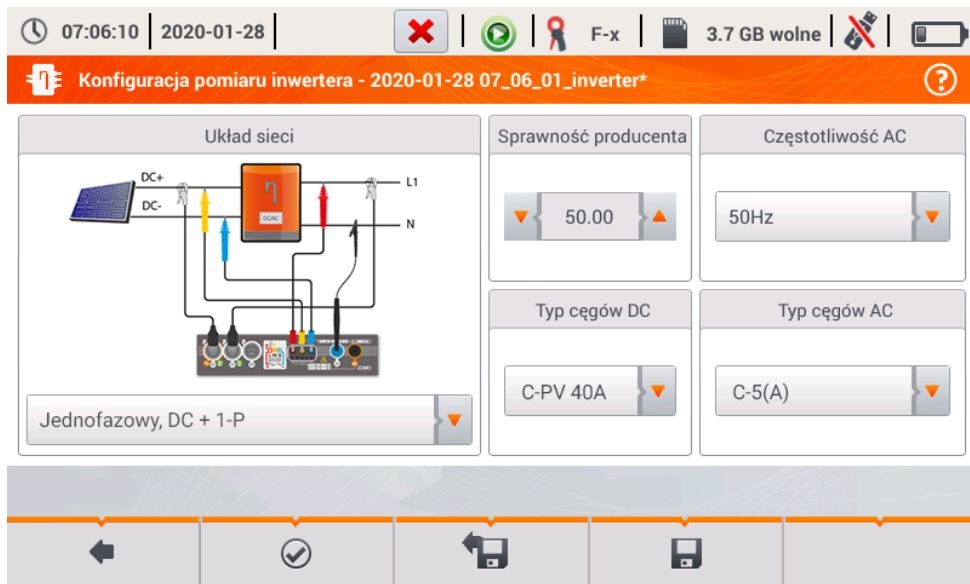 07:06:10 2020-01-28 F-x 3.7 GB wolne
Konfiguracja pomiaru inwertera - 2020-01-28 07_06_01_inverter*
Układ sieci
Sprawność producenta
Częstotliwość AC
DC+
DC-
η
DC/AC
L1
N
50.00
50Hz
Typ cęgów DC
Typ cęgów AC
C-PV 40A
C-5(A)
Jednofazowy, DC + 1-P